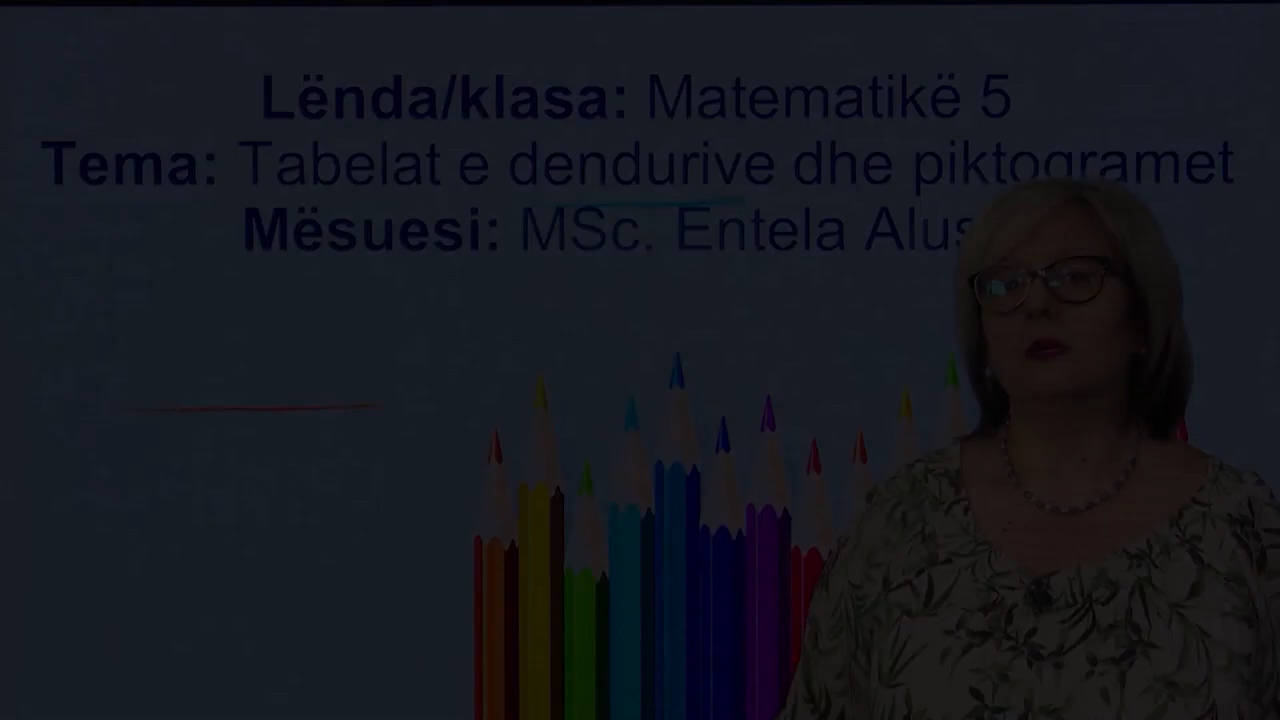 Lënda/klasa: Matematikë 5
Tema: Tabelat e dendurive dhe piktogramet
Mësuesi: MSc. Entela